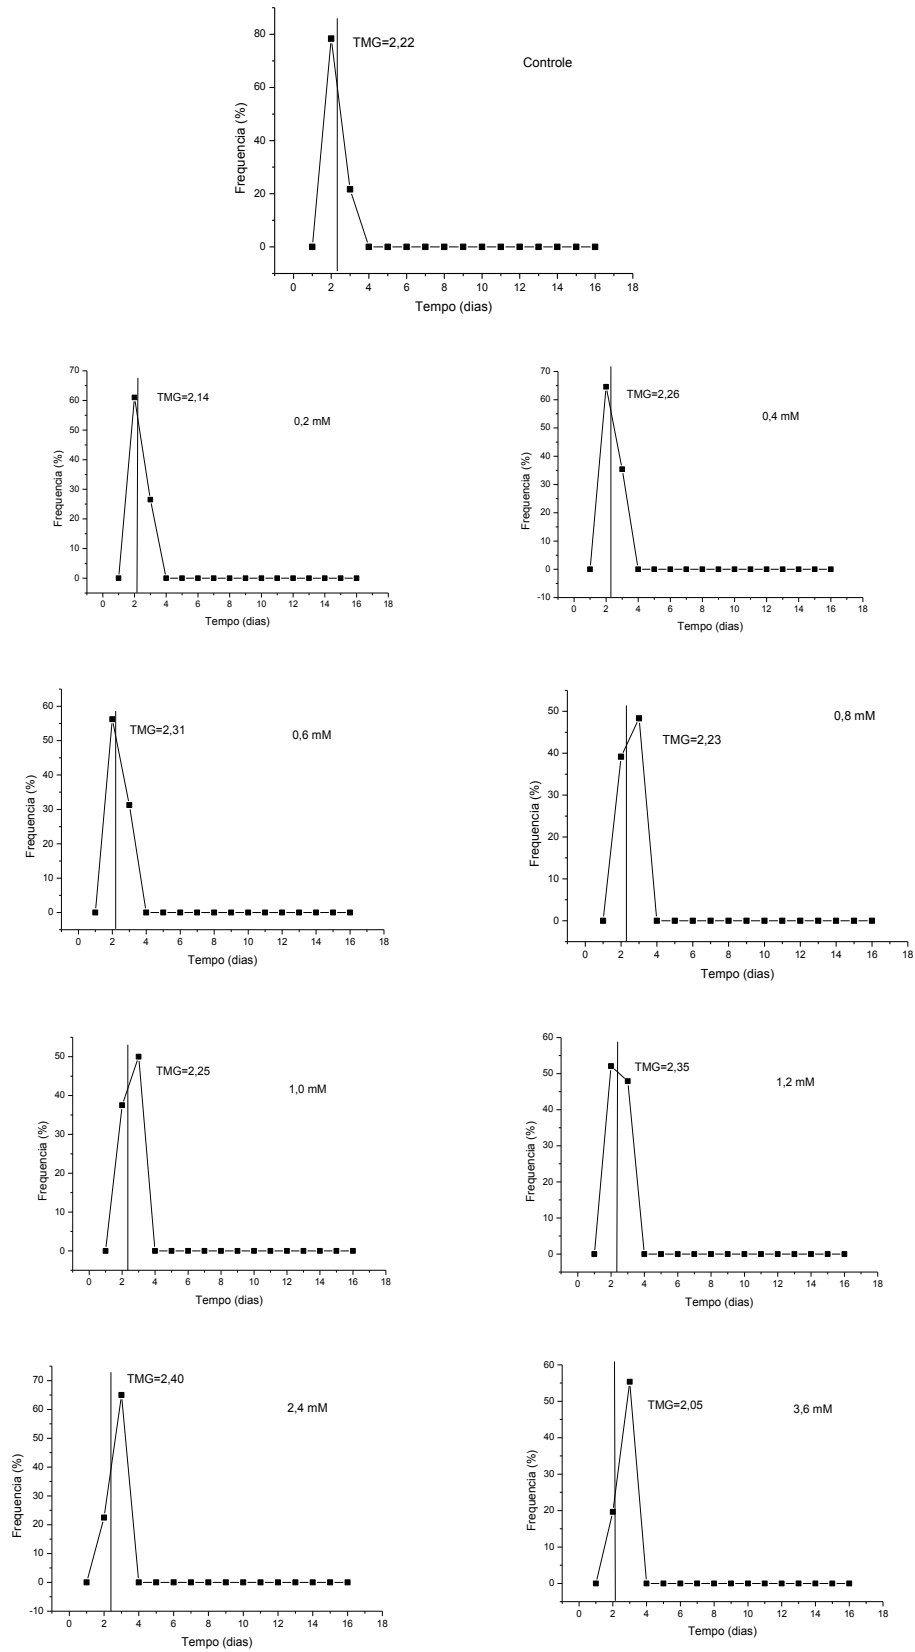 TMG=2,22
Controle
Frequencia (%)
80
60
40
20
0
0 2 4 6 8 10 12 14 16 18
Tempo (dias)
TMG=2,14
0,2 mM
Frequencia (%)
70
60
50
40
30
20
10
0
0 2 4 6 8 10 12 14 16 18
Tempo (dias)
TMG=2,26
0,4 mM
Frequencia (%)
70
60
50
40
30
20
10
0
-10
0 2 4 6 8 10 12 14 16 18
Tempo (dias)
TMG=2,31
0,6 mM
Frequencia (%)
60
50
40
30
20
10
0
0 2 4 6 8 10 12 14 16 18
Tempo (dias)
TMG=2,23
0,8 mM
Frequencia (%)
50
40
30
20
10
0
0 2 4 6 8 10 12 14 16 18
Tempo (dias)
TMG=2,25
1,0 mM
Frequencia (%)
50
40
30
20
10
0
0 2 4 6 8 10 12 14 16 18
Tempo (dias)
TMG=2,35
1,2 mM
Frequencia (%)
60
50
40
30
20
10
0
0 2 4 6 8 10 12 14 16 18
Tempo (dias)
TMG=2,40
2,4 mM
Frequencia (%)
70
60
50
40
30
20
10
0
-10
0 2 4 6 8 10 12 14 16 18
Tempo (dias)
TMG=2,05
3,6 mM
Frequencia (%)
60
50
40
30
20
10
0
0 2 4 6 8 10 12 14 16 18
Tempo (dias)